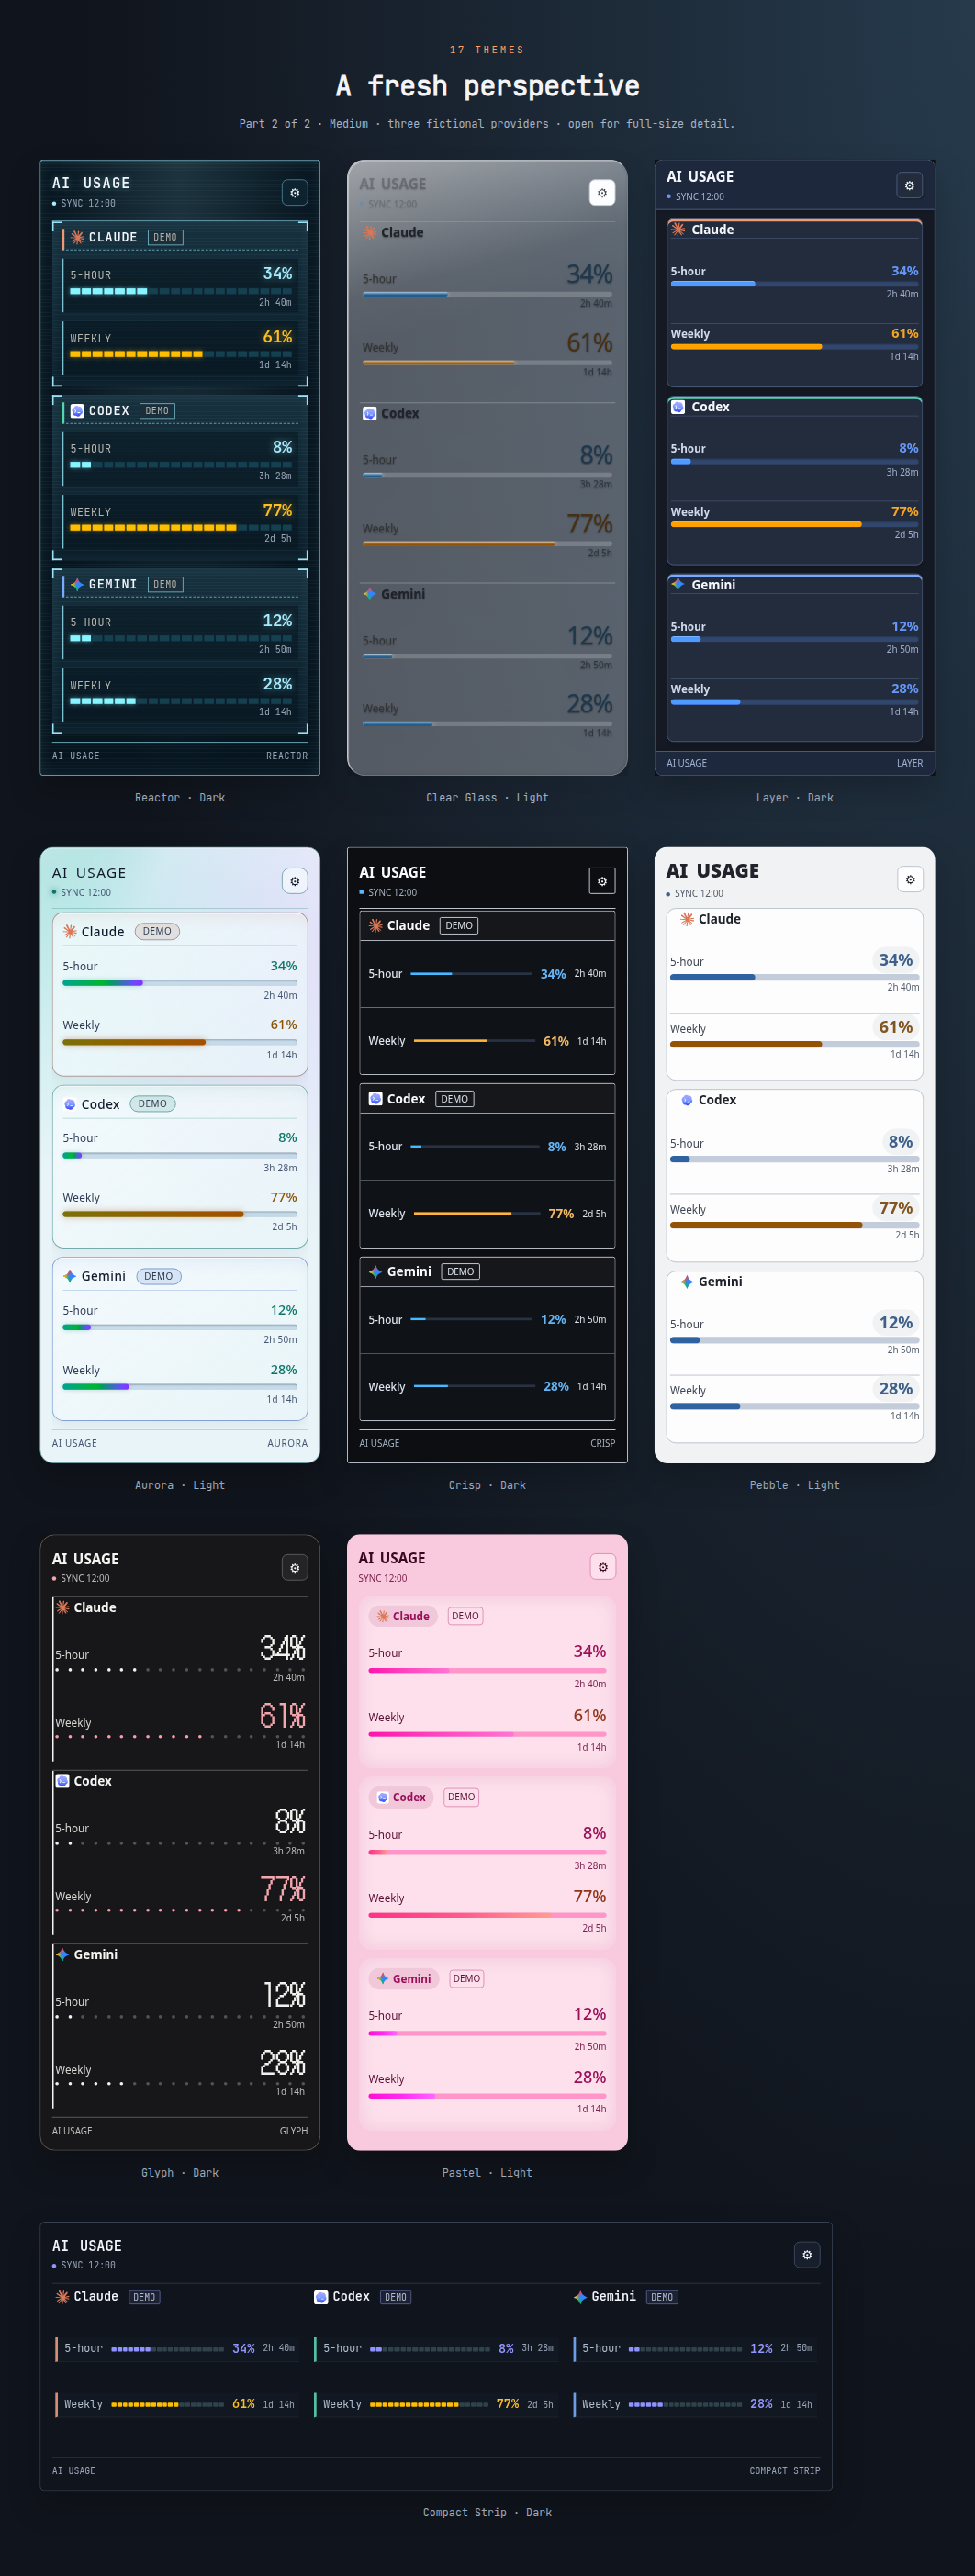 17 THEMES
A fresh perspective
Part 2 of 2 · Medium · three fictional providers · open for full-size detail.
AI USAGE
SYNC 12:00
CLAUDE DEMO
5-HOUR 34%
2h 40m
WEEKLY 61%
1d 14h
CODEX DEMO
5-HOUR 8%
3h 28m
WEEKLY 77%
2d 5h
GEMINI DEMO
5-HOUR 12%
2h 50m
WEEKLY 28%
1d 14h
AI USAGE REACTOR
Reactor · Dark
AI USAGE
SYNC 12:00
Claude
5-hour 34%
2h 40m
Weekly 61%
1d 14h
Codex
5-hour 8%
3h 28m
Weekly 77%
2d 5h
Gemini
5-hour 12%
2h 50m
Weekly 28%
1d 14h
Clear Glass · Light
AI USAGE
SYNC 12:00
Claude
5-hour 34%
2h 40m
Weekly 61%
1d 14h
Codex
5-hour 8%
3h 28m
Weekly 77%
2d 5h
Gemini
5-hour 12%
2h 50m
Weekly 28%
1d 14h
AI USAGE LAYER
Layer · Dark
AI USAGE
SYNC 12:00
Claude DEMO
5-hour 34%
2h 40m
Weekly 61%
1d 14h
Codex DEMO
5-hour 8%
3h 28m
Weekly 77%
2d 5h
Gemini DEMO
5-hour 12%
2h 50m
Weekly 28%
1d 14h
AI USAGE AURORA
Aurora · Light
AI USAGE
SYNC 12:00
Claude DEMO
5-hour 34% 2h 40m
Weekly 61% 1d 14h
Codex DEMO
5-hour 8% 3h 28m
Weekly 77% 2d 5h
Gemini DEMO
5-hour 12% 2h 50m
Weekly 28% 1d 14h
AI USAGE CRISP
Crisp · Dark
AI USAGE
SYNC 12:00
Claude
5-hour 34%
2h 40m
Weekly 61%
1d 14h
Codex
5-hour 8%
3h 28m
Weekly 77%
2d 5h
Gemini
5-hour 12%
2h 50m
Weekly 28%
1d 14h
Pebble · Light
AI USAGE
SYNC 12:00
Claude
5-hour 34%
2h 40m
Weekly 61%
1d 14h
Codex
5-hour 8%
3h 28m
Weekly 77%
2d 5h
Gemini
5-hour 12%
2h 50m
Weekly 28%
1d 14h
AI USAGE GLYPH
Glyph · Dark
AI USAGE
SYNC 12:00
Claude DEMO
5-hour 34%
2h 40m
Weekly 61%
1d 14h
Codex DEMO
5-hour 8%
3h 28m
Weekly 77%
2d 5h
Gemini DEMO
5-hour 12%
2h 50m
Weekly 28%
1d 14h
Pastel · Light
AI USAGE
SYNC 12:00
Claude DEMO Codex DEMO Gemini DEMO
5-hour 34% 2h 40m 5-hour 8% 3h 28m 5-hour 12% 2h 50m
Weekly 61% 1d 14h Weekly 77% 2d 5h Weekly 28% 1d 14h
AI USAGE COMPACT STRIP
Compact Strip · Dark